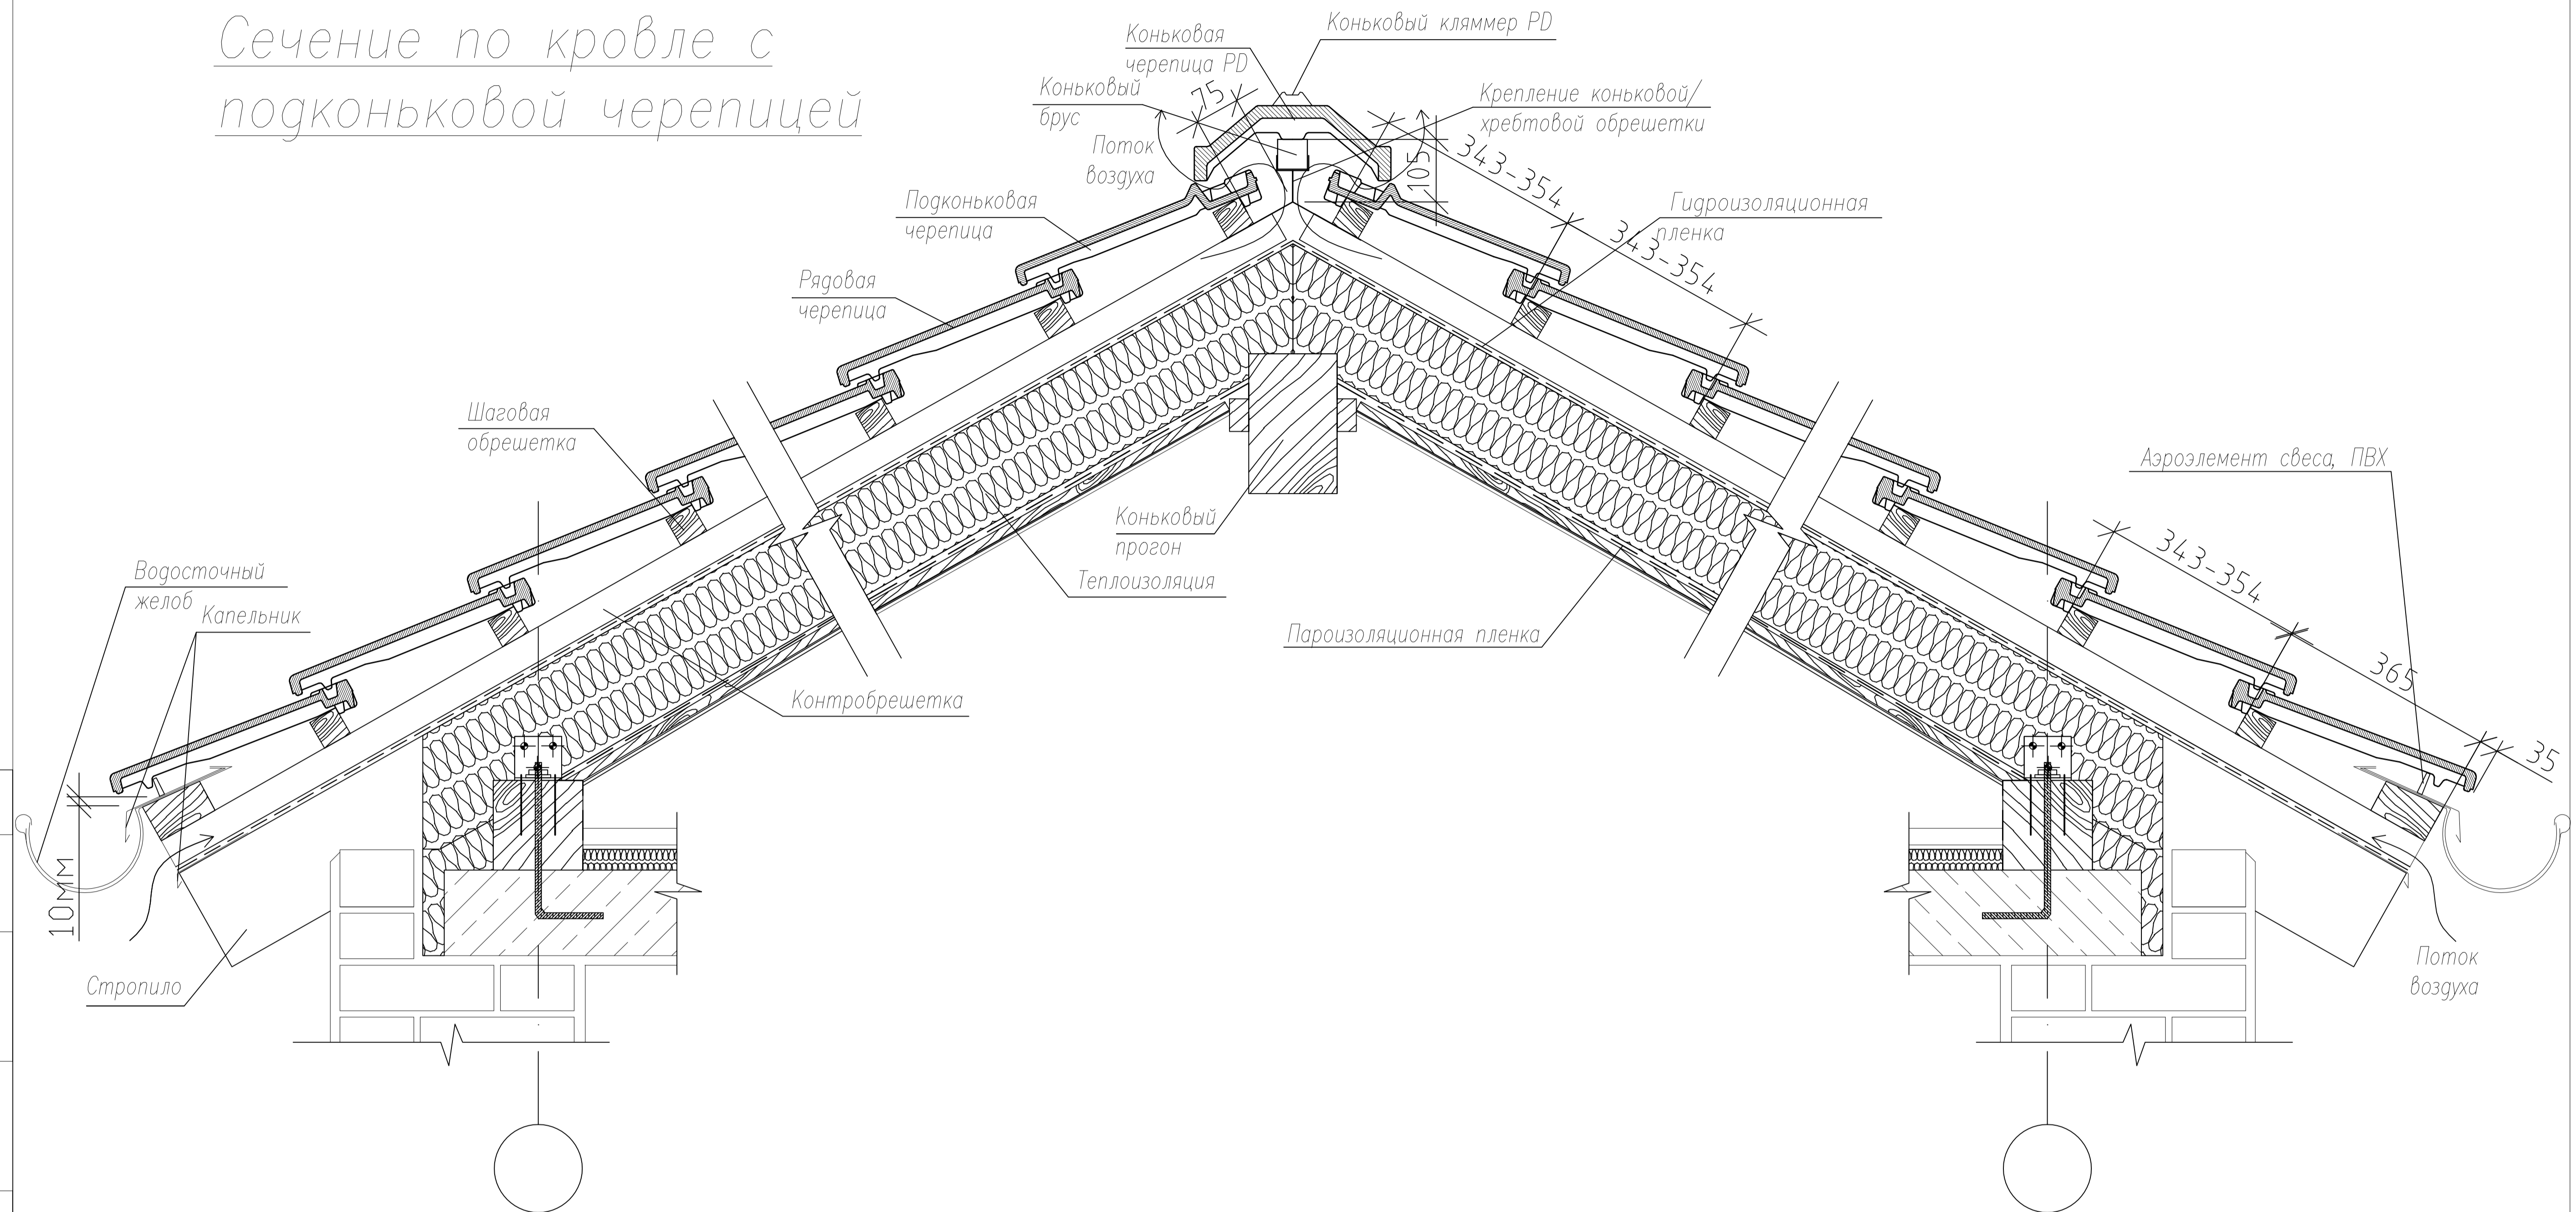 Сечение по кровле с
подконьковой черепицей
Коньковая
черепица PD
Коньковый кляммер PD
Коньковый
брус
75
Крепление коньковой/
хребтовой обрешетки
Поток
воздуха
105
343-354
343-354
Подконьковая
черепица
Гидроизоляционная
пленка
Рядовая
черепица
Шаговая
обрешетка
Аэроэлемент свеса, ПВХ
Коньковый
прогон
Теплоизоляция
343-354
Водосточный
желоб
Капельник
Пароизоляционная пленка
365
Контробрешетка
35
10мм
Стропило
Поток
воздуха